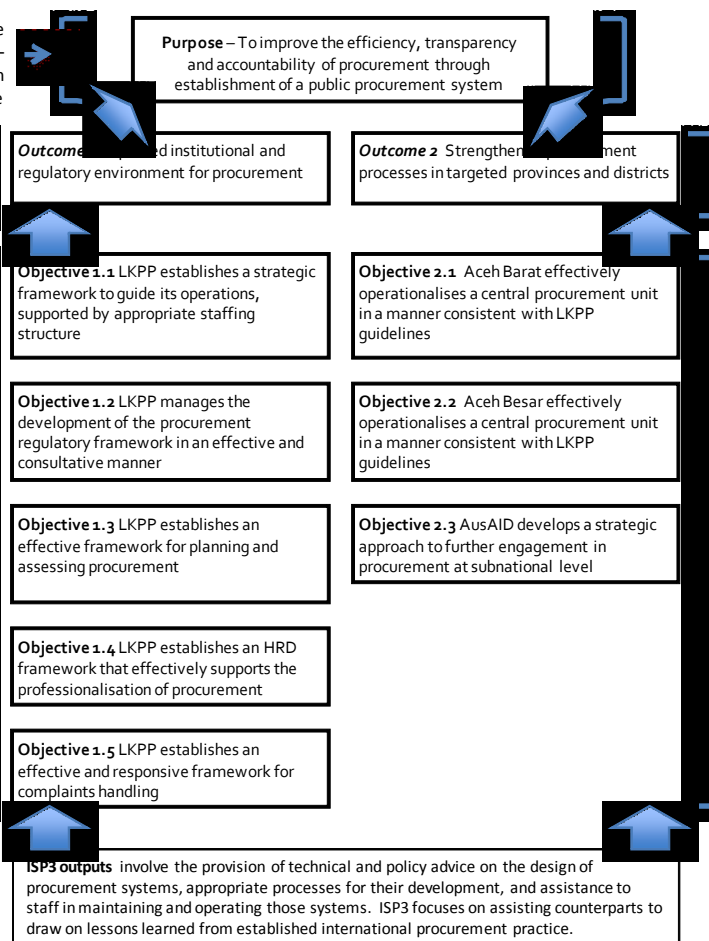 e
–
n
e
Purpose – To improve the efficiency, transparency
and accountability of procurement through
establishment of a public procurement system
Outcome ed institutional and
regulatory environment for procurement
Outcome 2 Strengthen ment
processes in targeted provinces and districts
Objective 1.1 LKPP establishes a strategic
framework to guide its operations,
supported by appropriate staffing
structure
Objective 2.1 Aceh Barat effectively
operationalises a central procurement unit
in a manner consistent with LKPP
guidelines
Objective 1.2 LKPP manages the
development of the procurement
regulatory framework in an effective and
consultative manner
Objective 2.2 Aceh Besar effectively
operationalises a central procurement unit
in a manner consistent with LKPP
guidelines
Objective 1.3 LKPP establishes an
effective framework for planning and
assessing procurement
Objective 2.3 AusAID develops a strategic
approach to further engagement in
procurement at subnational level
Objective 1.4 LKPP establishes an HRD
framework that effectively supports the
professionalisation of procurement
Objective 1.5 LKPP establishes an
effective and responsive framework for
complaints handling
ISP3 outputs involve the provision of technical and policy advice on the design of
procurement systems, appropriate processes for their development, and assistance to
staff in maintaining and operating those systems. ISP3 focuses on assisting counterparts to
draw on lessons learned from established international procurement practice.